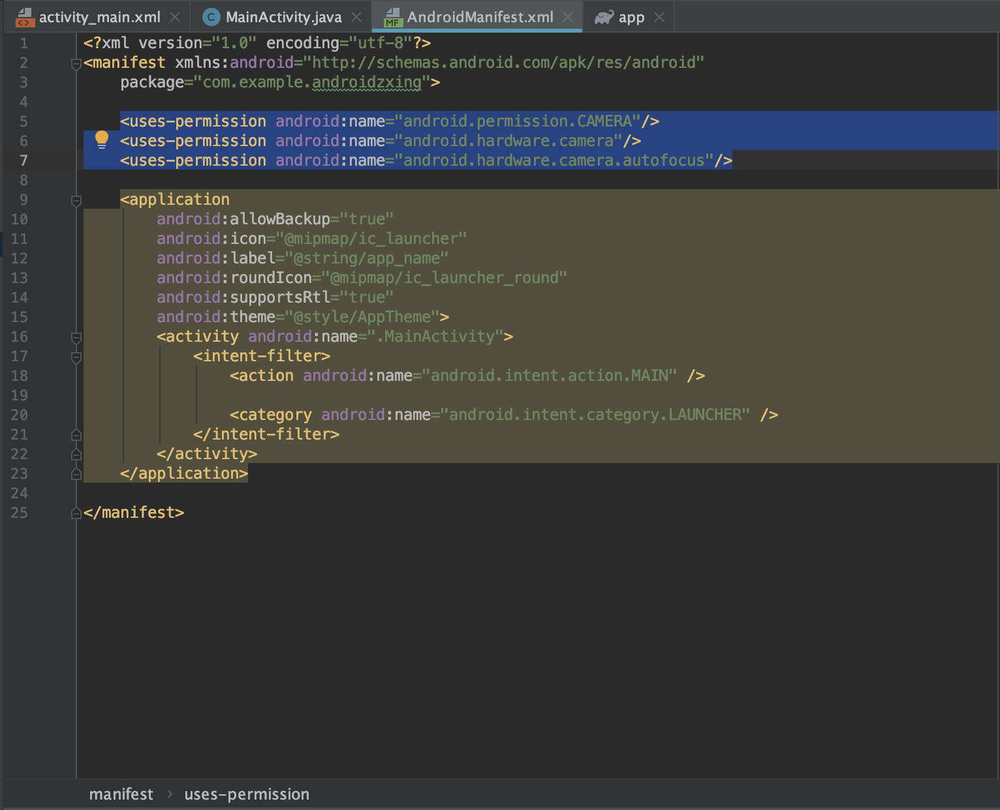 activity_main.xml MainActivity.java AndroidManifest.xml app
1 <?xml version="1.0" encoding="utf-8"?>
2 <manifest xmlns:android="http://schemas.android.com/apk/res/android"
3     package="com.example.androidzxing">
4
5     <uses-permission android:name="android.permission.CAMERA"/>
6     <uses-permission android:name="android.hardware.camera"/>
7     <uses-permission android:name="android.hardware.camera.autofocus"/>
8
9     <application
10         android:allowBackup="true"
11         android:icon="@mipmap/ic_launcher"
12         android:label="@string/app_name"
13         android:roundIcon="@mipmap/ic_launcher_round"
14         android:supportsRtl="true"
15         android:theme="@style/AppTheme">
16         <activity android:name=".MainActivity">
17             <intent-filter>
18                 <action android:name="android.intent.action.MAIN" />
19
20                 <category android:name="android.intent.category.LAUNCHER" />
21             </intent-filter>
22         </activity>
23     </application>
24
25 </manifest>
manifest › uses-permission